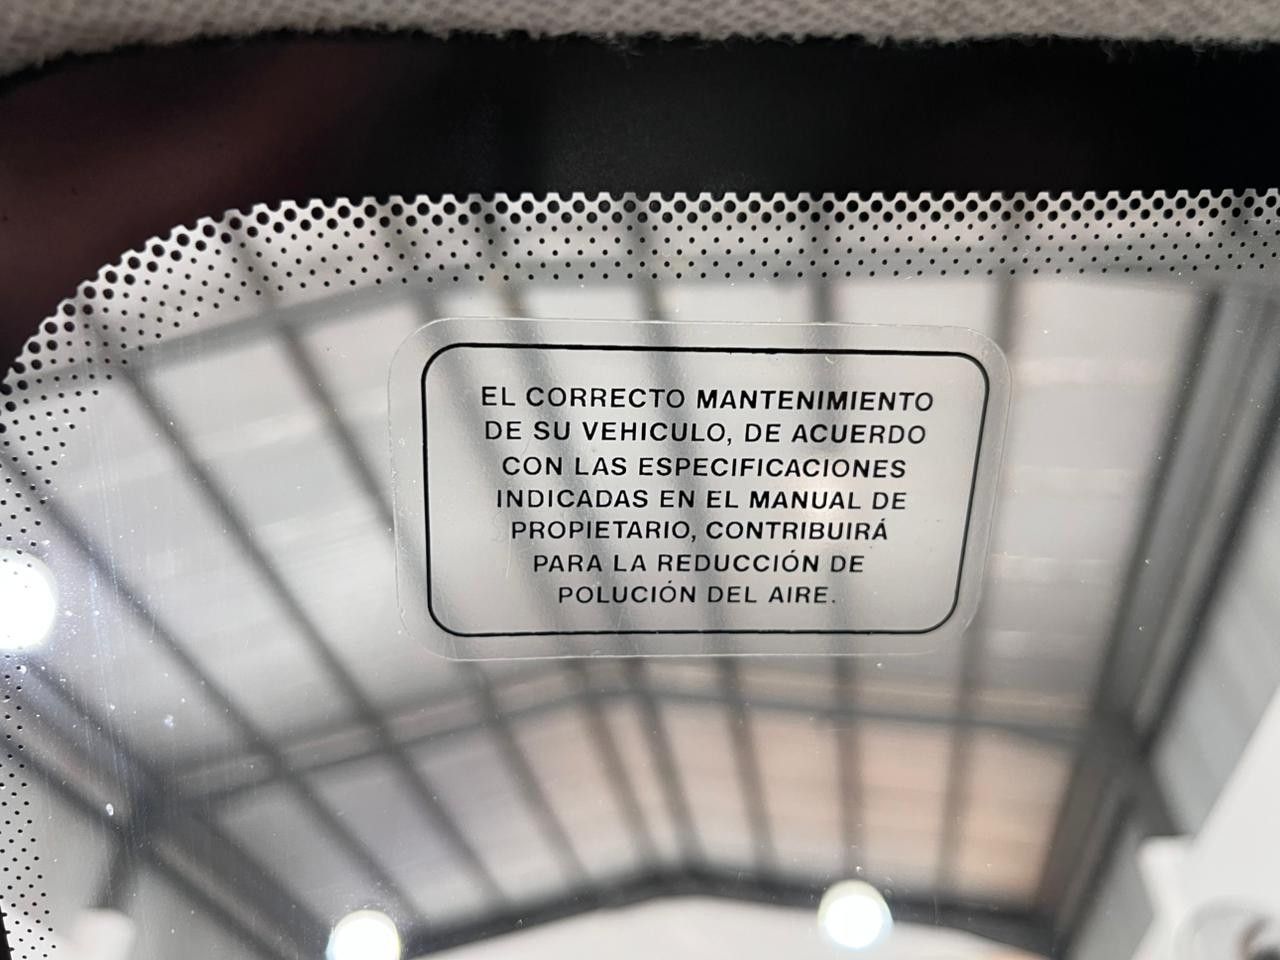 EL CORRECTO MANTENIMIENTO
DE SU VEHICULO, DE ACUERDO
CON LAS ESPECIFICACIONES
INDICADAS EN EL MANUAL DE
PROPIETARIO, CONTRIBUIRÁ
PARA LA REDUCCIÓN DE
POLUCIÓN DEL AIRE.